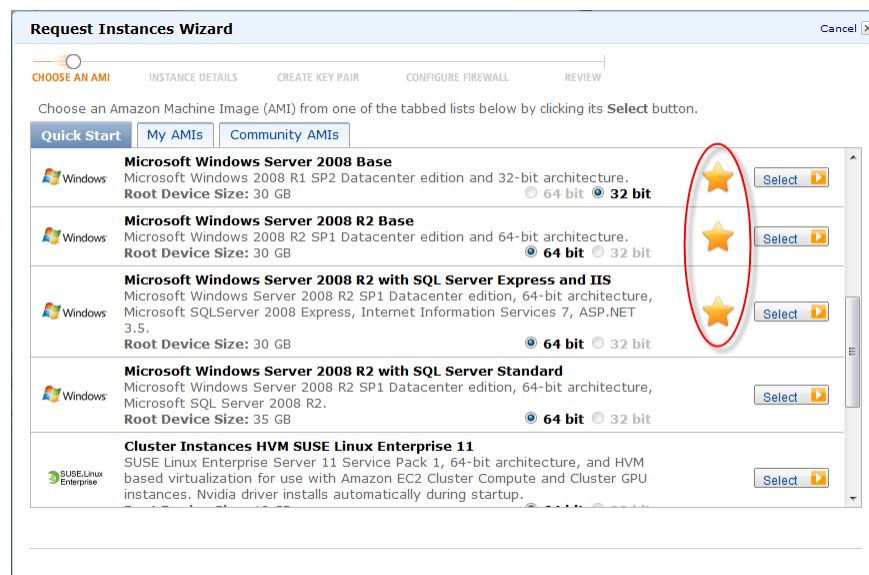 Request Instances Wizard
Cancel
CHOOSE AN AMI INSTANCE DETAILS CREATE KEY PAIR CONFIGURE FIREWALL REVIEW
Choose an Amazon Machine Image (AMI) from one of the tabbed lists below by clicking its Select button.
Quick Start My AMIs Community AMIs
Microsoft Windows Server 2008 Base
Windows Microsoft Windows 2008 R1 SP2 Datacenter edition and 32-bit architecture. Select
Root Device Size: 30 GB 64 bit 32 bit
Microsoft Windows Server 2008 R2 Base
Windows Microsoft Windows 2008 R2 SP1 Datacenter edition and 64-bit architecture. Select
Root Device Size: 30 GB 64 bit 32 bit
Microsoft Windows Server 2008 R2 with SQL Server Express and IIS
Microsoft Windows Server 2008 R2 SP1 Datacenter edition, 64-bit architecture,
Windows Microsoft SQLServer 2008 Express, Internet Information Services 7, ASP.NET Select
3.5.
Root Device Size: 30 GB 64 bit 32 bit
Microsoft Windows Server 2008 R2 with SQL Server Standard
Microsoft Windows Server 2008 R2 SP1 Datacenter edition, 64-bit architecture,
Windows Microsoft SQL Server 2008 R2. Select
Root Device Size: 35 GB 64 bit 32 bit
Cluster Instances HVM SUSE Linux Enterprise 11
SUSE Linux Enterprise Server 11 Service Pack 1, 64-bit architecture, and HVM
SUSE.Linux Enterprise based virtualization for use with Amazon EC2 Cluster Compute and Cluster GPU Select
instances. Nvidia driver installs automatically during startup.